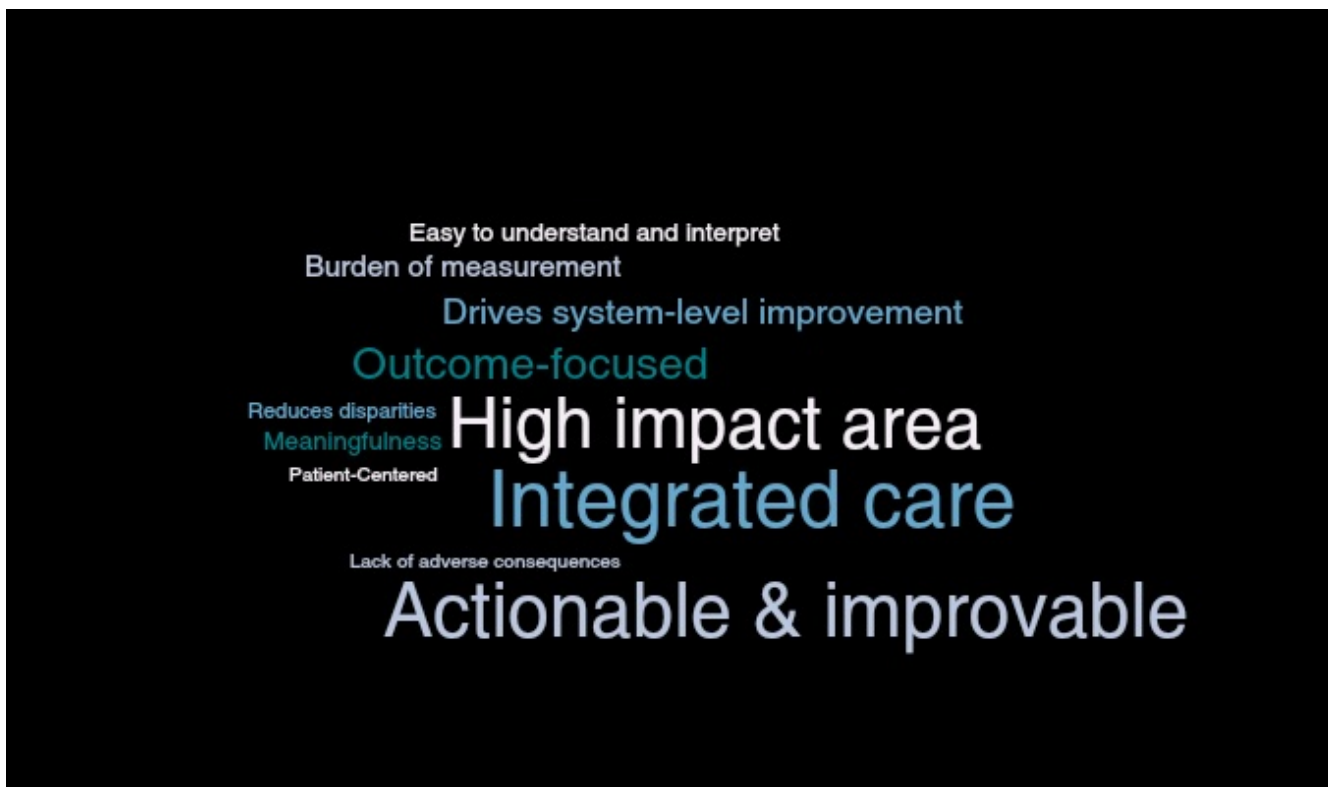 Easy to understand and interpret
Burden of measurement
Drives system-level improvement
Outcome-focused
Reduces disparities
High impact area
Meaningfulness
Patient-Centered
Integrated care
Lack of adverse consequences
Actionable & improvable